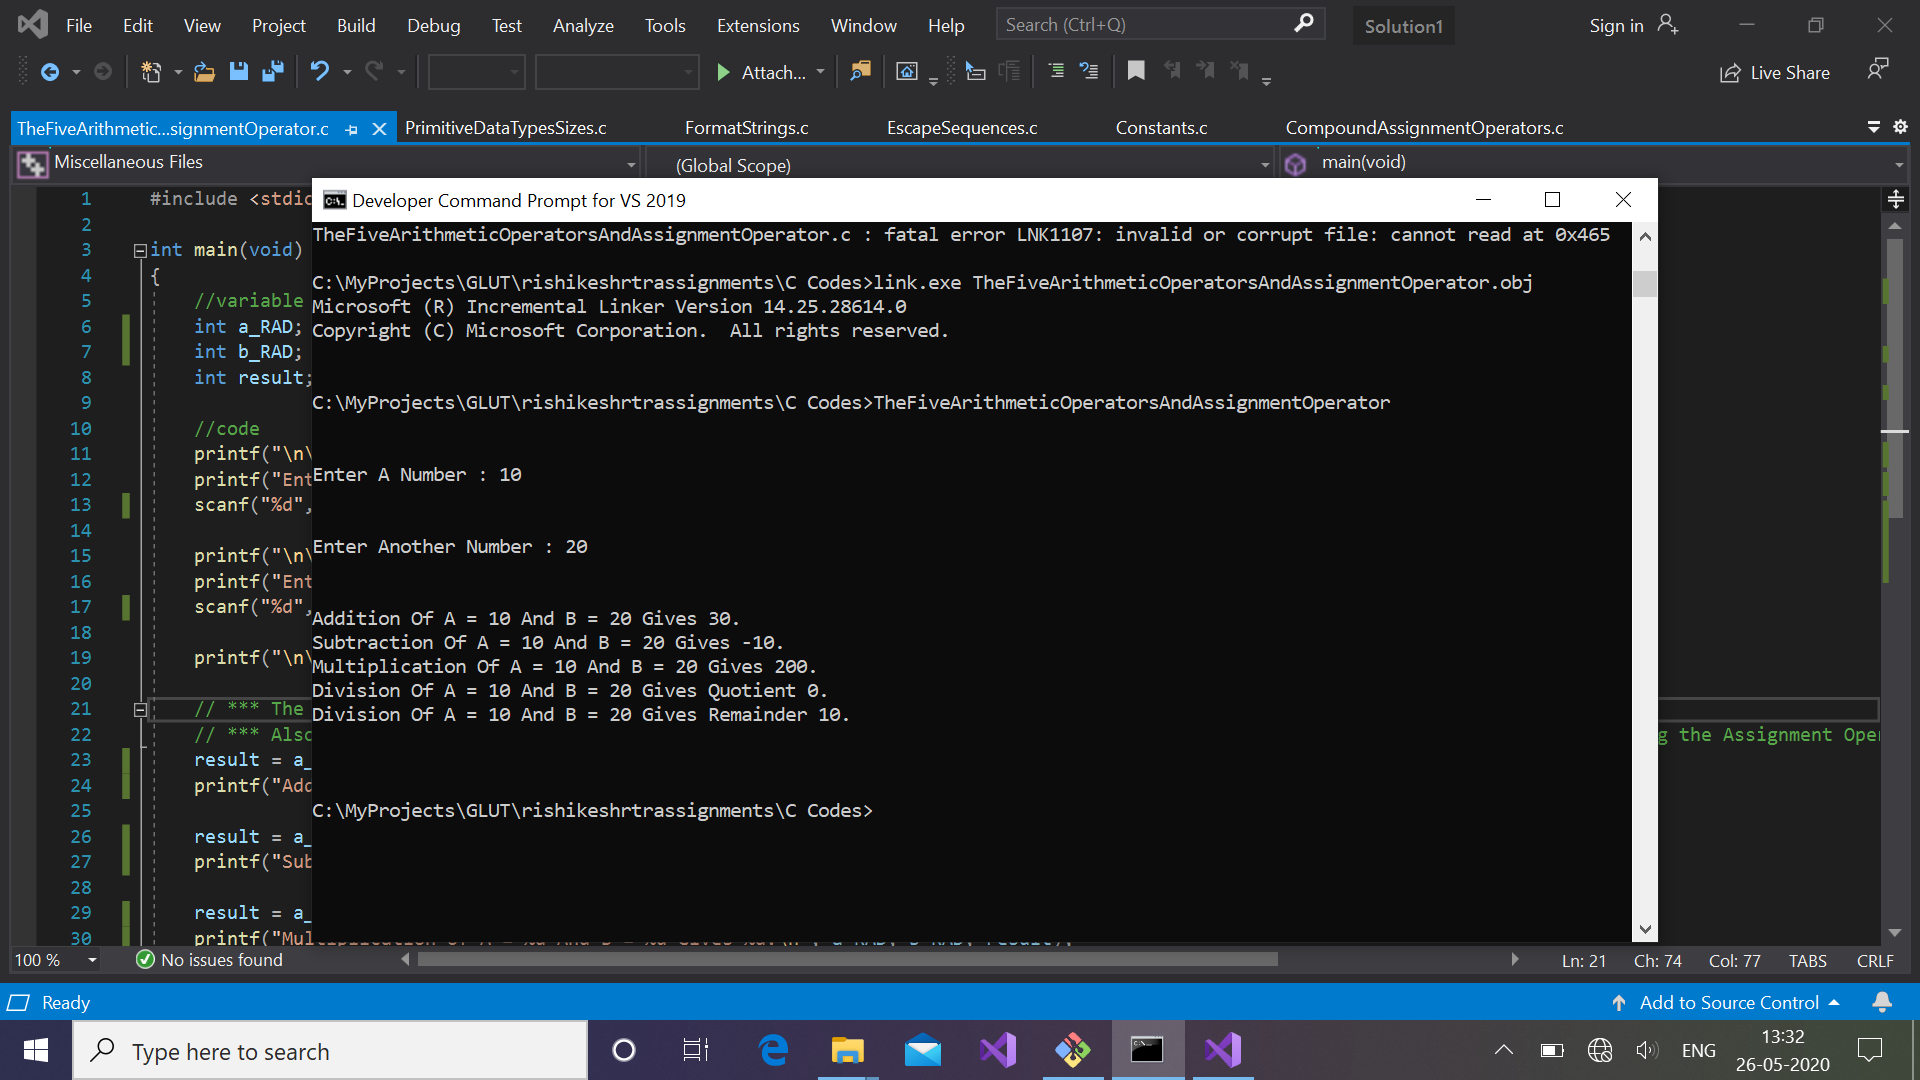 File Edit View Project Build Debug Test Analyze Tools Extensions Window Help Search (Ctrl+Q) Solution1 Sign in
Attach... Live Share
TheFiveArithmetic...signmentOperator.c PrimitiveDataTypesSizes.c FormatStrings.c EscapeSequences.c Constants.c CompoundAssignmentOperators.c
Miscellaneous Files (Global Scope) main(void)
Developer Command Prompt for VS 2019
TheFiveArithmeticOperatorsAndAssignmentOperator.c : fatal error LNK1107: invalid or corrupt file: cannot read at 0x465
C:\MyProjects\GLUT\rishikeshrtrassignments\C Codes>link.exe TheFiveArithmeticOperatorsAndAssignmentOperator.obj
Microsoft (R) Incremental Linker Version 14.25.28614.0
Copyright (C) Microsoft Corporation.  All rights reserved.
C:\MyProjects\GLUT\rishikeshrtrassignments\C Codes>TheFiveArithmeticOperatorsAndAssignmentOperator
Enter A Number : 10
Enter Another Number : 20
Addition Of A = 10 And B = 20 Gives 30.
Subtraction Of A = 10 And B = 20 Gives -10.
Multiplication Of A = 10 And B = 20 Gives 200.
Division Of A = 10 And B = 20 Gives Quotient 0.
Division Of A = 10 And B = 20 Gives Remainder 10.
C:\MyProjects\GLUT\rishikeshrtrassignments\C Codes>
1 #include <stdio
2
3 int main(void)
4 {
5 //variable
6 int a_RAD;
7 int b_RAD;
8 int result;
9
10 //code
11 printf("\n\
12 printf("Ent
13 scanf("%d",
14
15 printf("\n\
16 printf("Ent
17 scanf("%d",
18
19 printf("\n\
20
21 // *** The
22 // *** Also g the Assignment Ope
23 result = a_
24 printf("Add
25
26 result = a_
27 printf("Sub
28
29 result = a_
30 printf("Mul
100 % No issues found Ln: 21 Ch: 74 Col: 77 TABS CRLF
Ready Add to Source Control
Type here to search ENG 13:32
26-05-2020